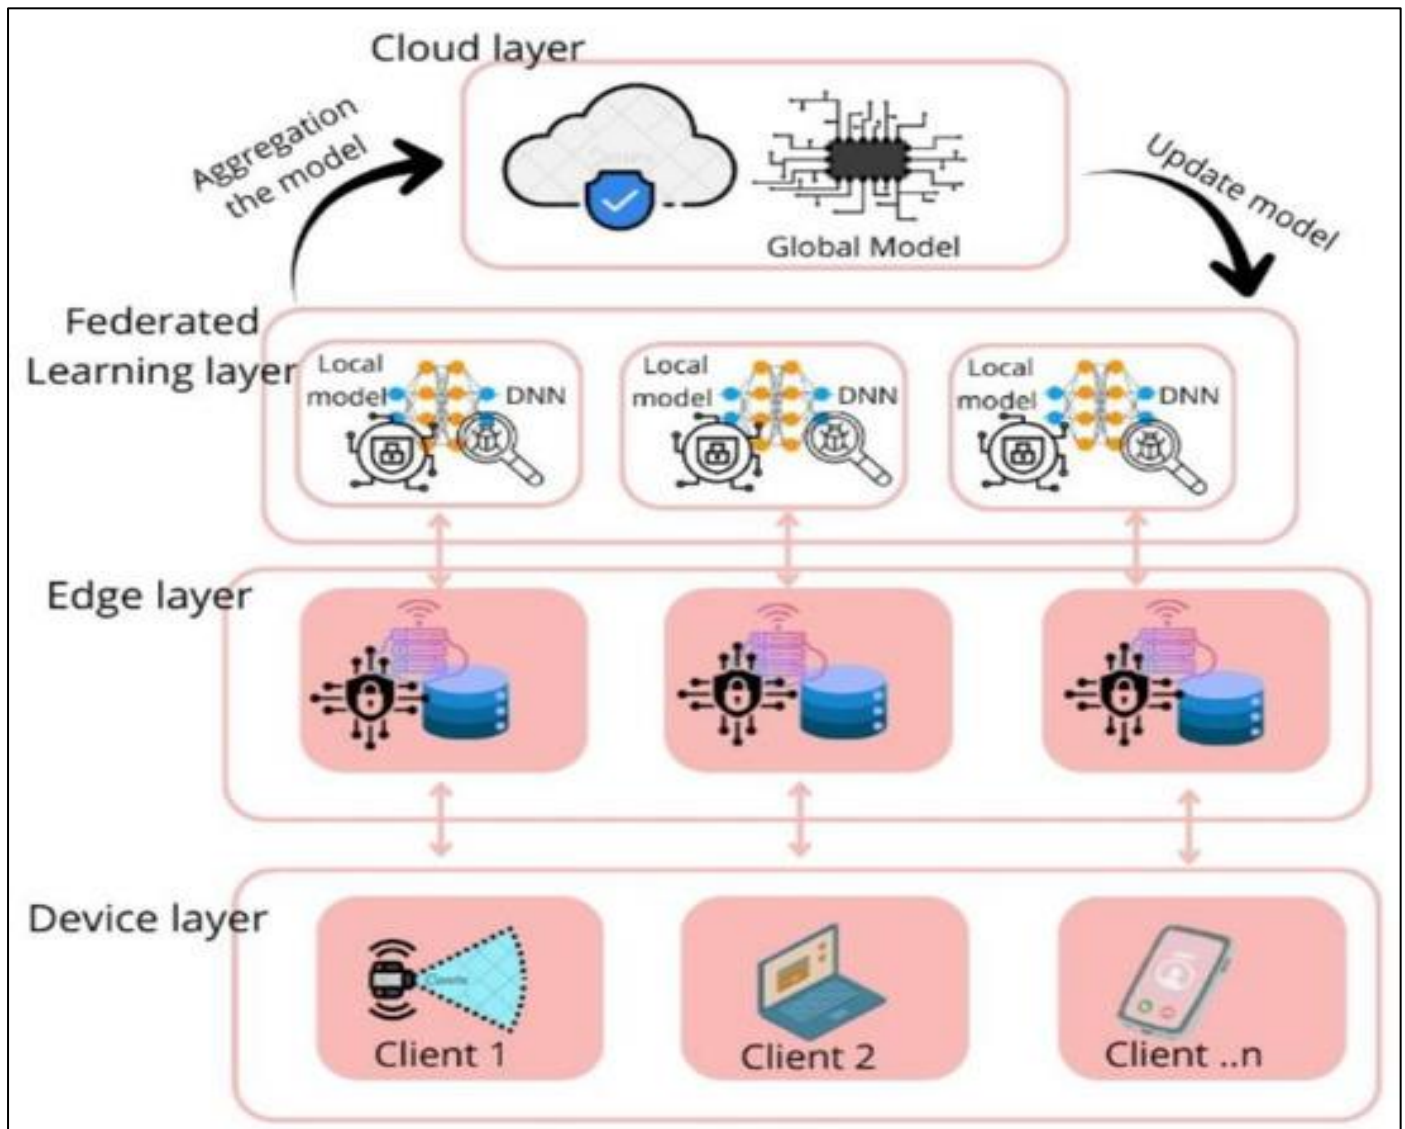 Cloud layer
Aggregation
the model
Update model
Global Model
Federated
Learning layer
Local
model
DNN
Local
model
DNN
Local
model
DNN
Edge layer
Device layer
Client 1
Client 2
Client ..n